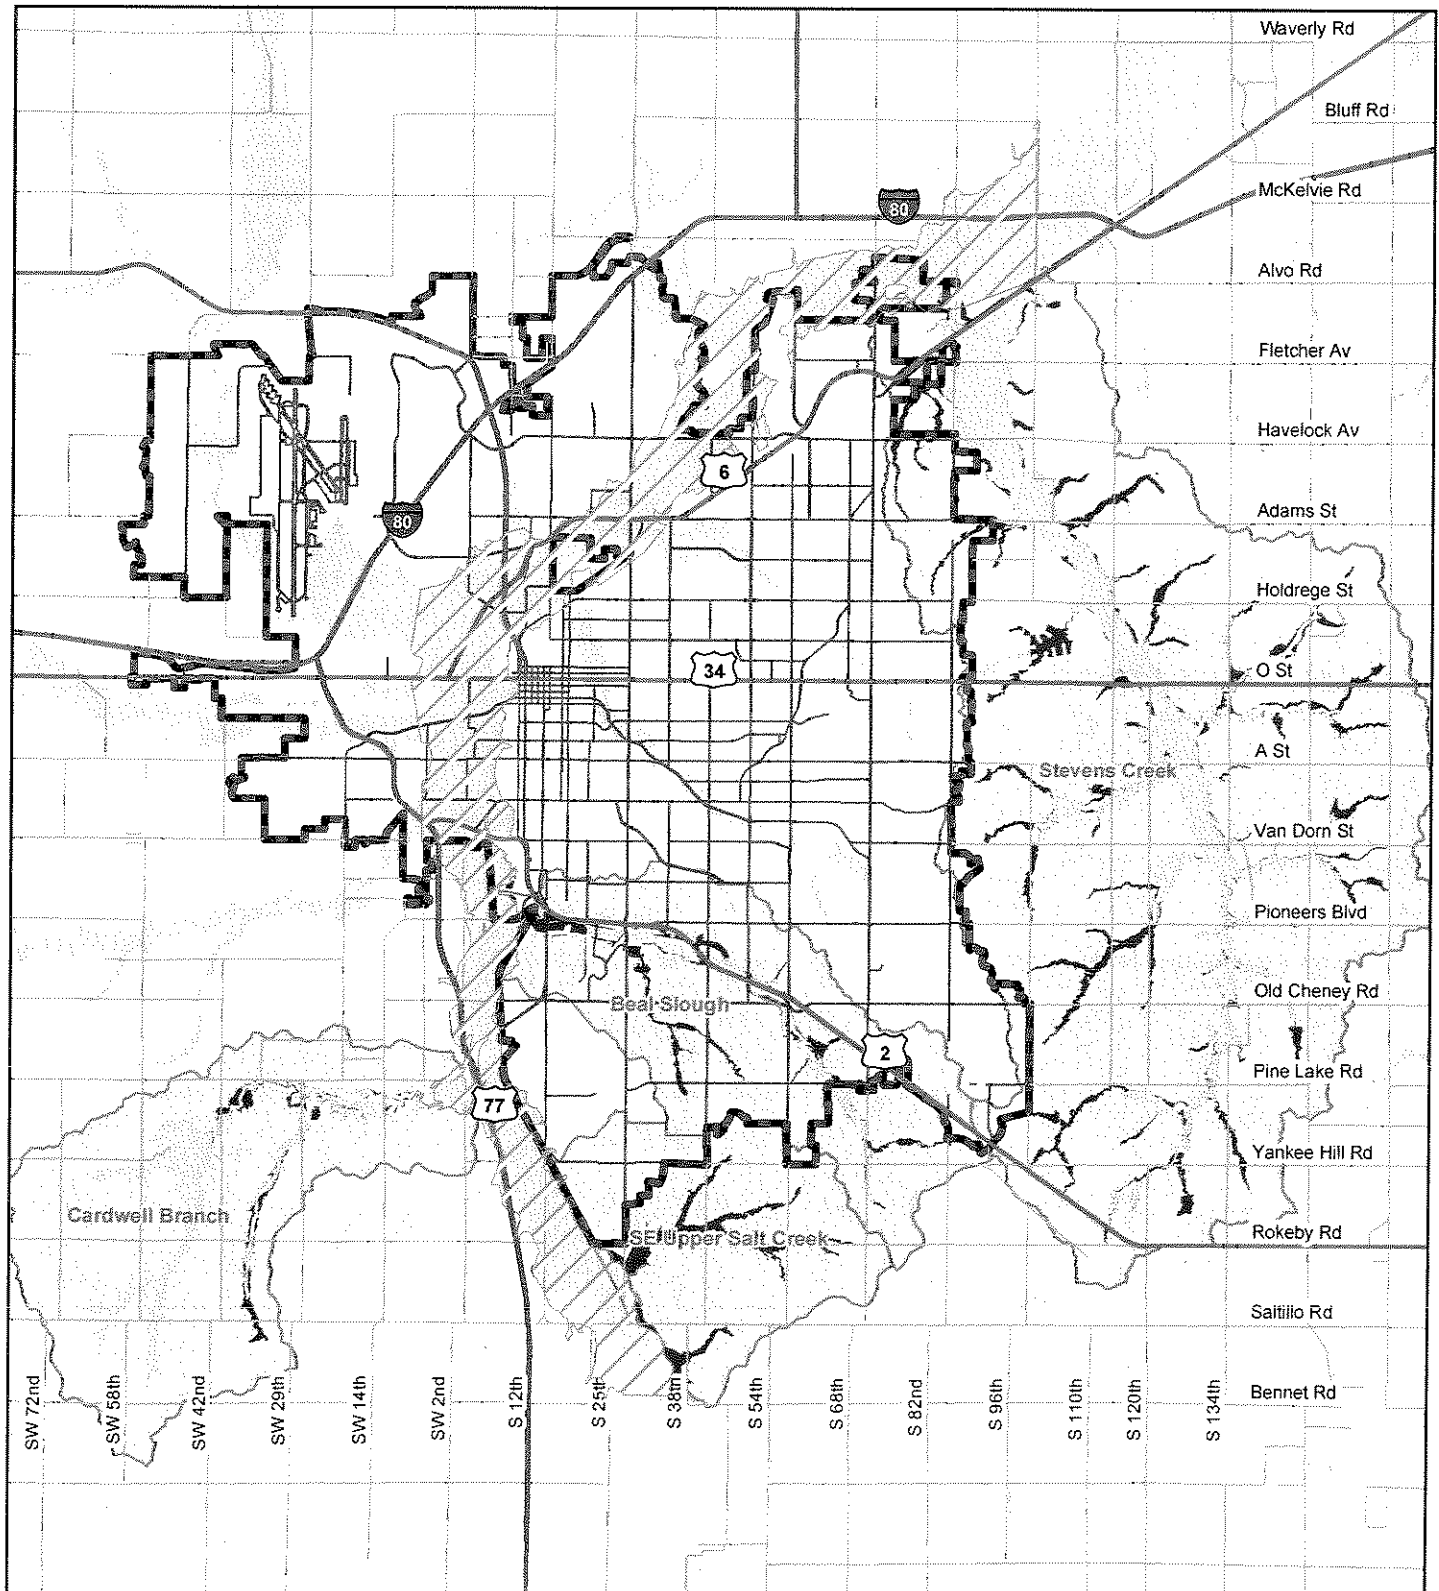 Waverly Rd
Bluff Rd
McKelvie Rd
80
Alvo Rd
Fletcher Av
Havelock Av
6
80
Adams St
Holdrege St
34
O St
A St
Stevens Creek
Van Dorn St
Pioneers Blvd
Old Cheney Rd
Beal Slough
2
Pine Lake Rd
77
Yankee Hill Rd
Cardwell Branch
SE Upper Salt Creek
Rokeby Rd
Saltillo Rd
Bennet Rd
SW 72nd
SW 58th
SW 42nd
SW 29th
SW 14th
SW 2nd
S 12th
S 25th
S 38th
S 54th
S 68th
S 82nd
S 96th
S 110th
S 120th
S 134th